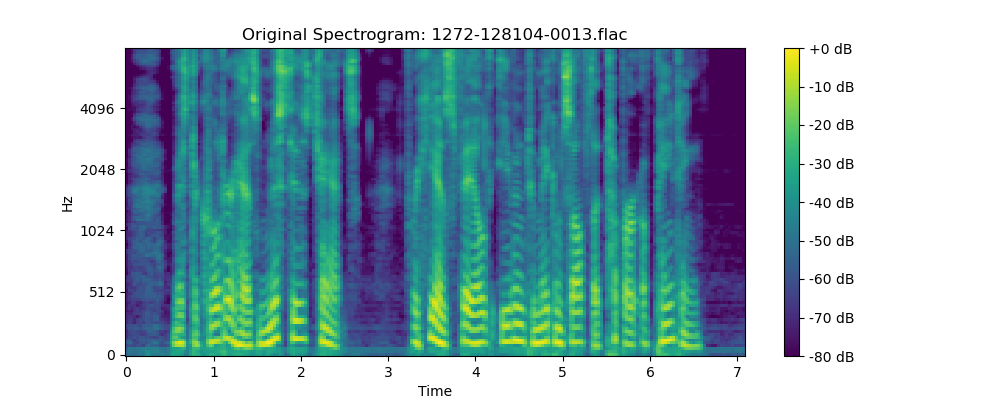 Original Spectrogram: 1272-128104-0013.flac
Hz
4096
2048
1024
512
0
0 1 2 3 4 5 6 7
Time
+0 dB
-10 dB
-20 dB
-30 dB
-40 dB
-50 dB
-60 dB
-70 dB
-80 dB